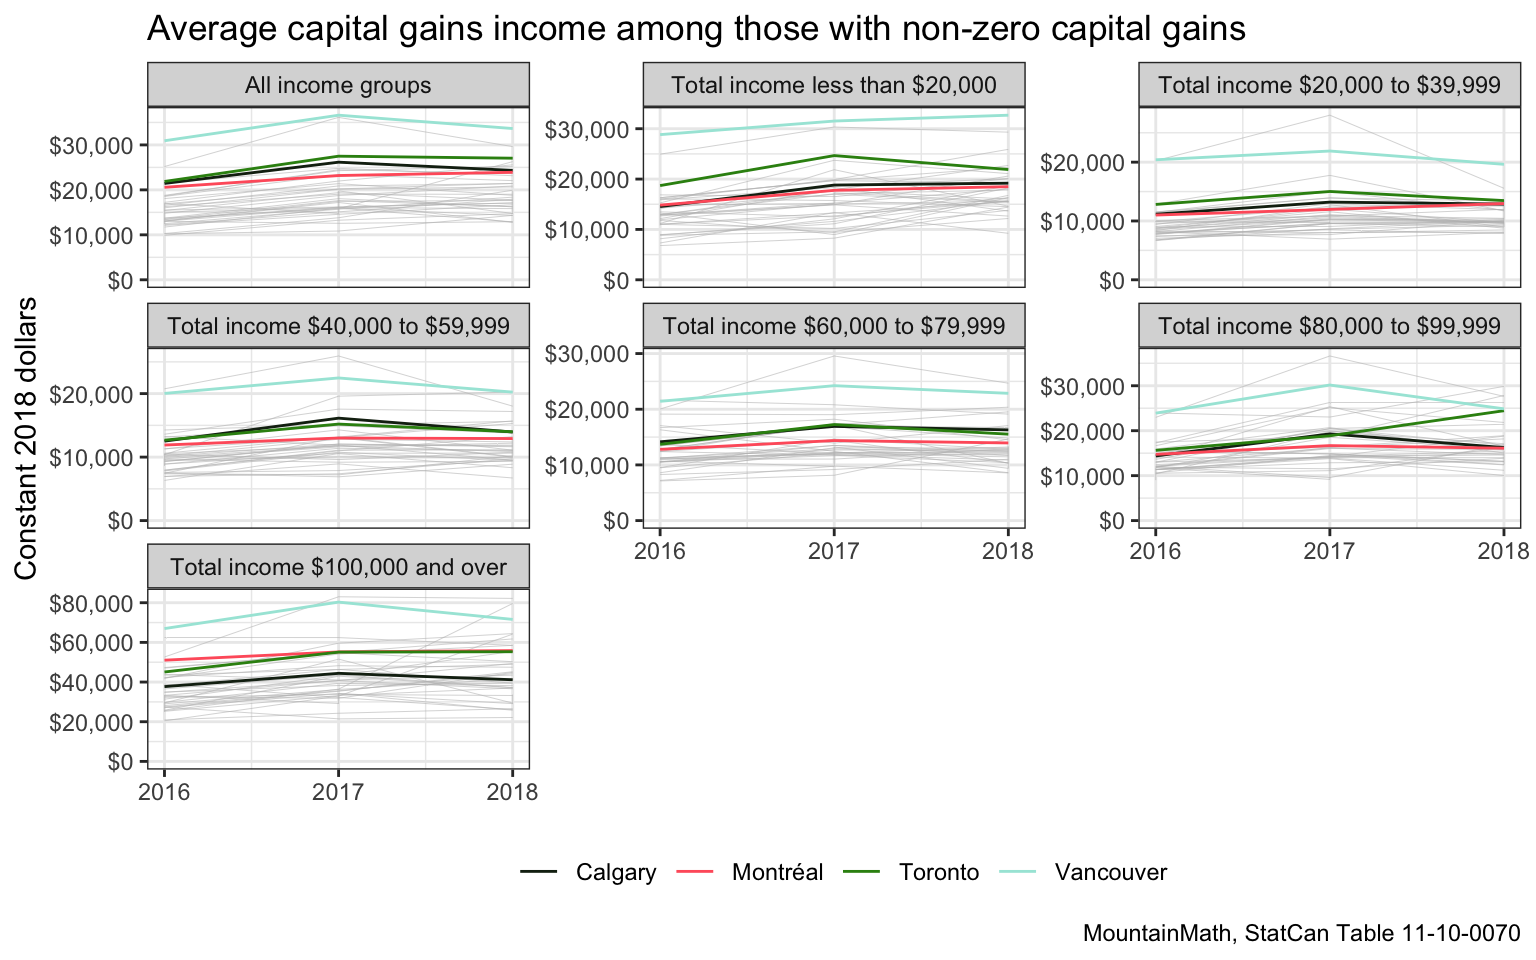 Average capital gains income among those with non-zero capital gains
All income groups
Total income less than $20,000
Total income $20,000 to $39,999
$30,000
$20,000
$10,000
$0
$30,000
$20,000
$10,000
$0
$20,000
$10,000
$0
Constant 2018 dollars
Total income $40,000 to $59,999
Total income $60,000 to $79,999
Total income $80,000 to $99,999
$20,000
$10,000
$0
$30,000
$20,000
$10,000
$0
2016 2017 2018
$30,000
$20,000
$10,000
$0
2016 2017 2018
Total income $100,000 and over
$80,000
$60,000
$40,000
$20,000
$0
2016 2017 2018
Calgary Montréal Toronto Vancouver
MountainMath, StatCan Table 11-10-0070